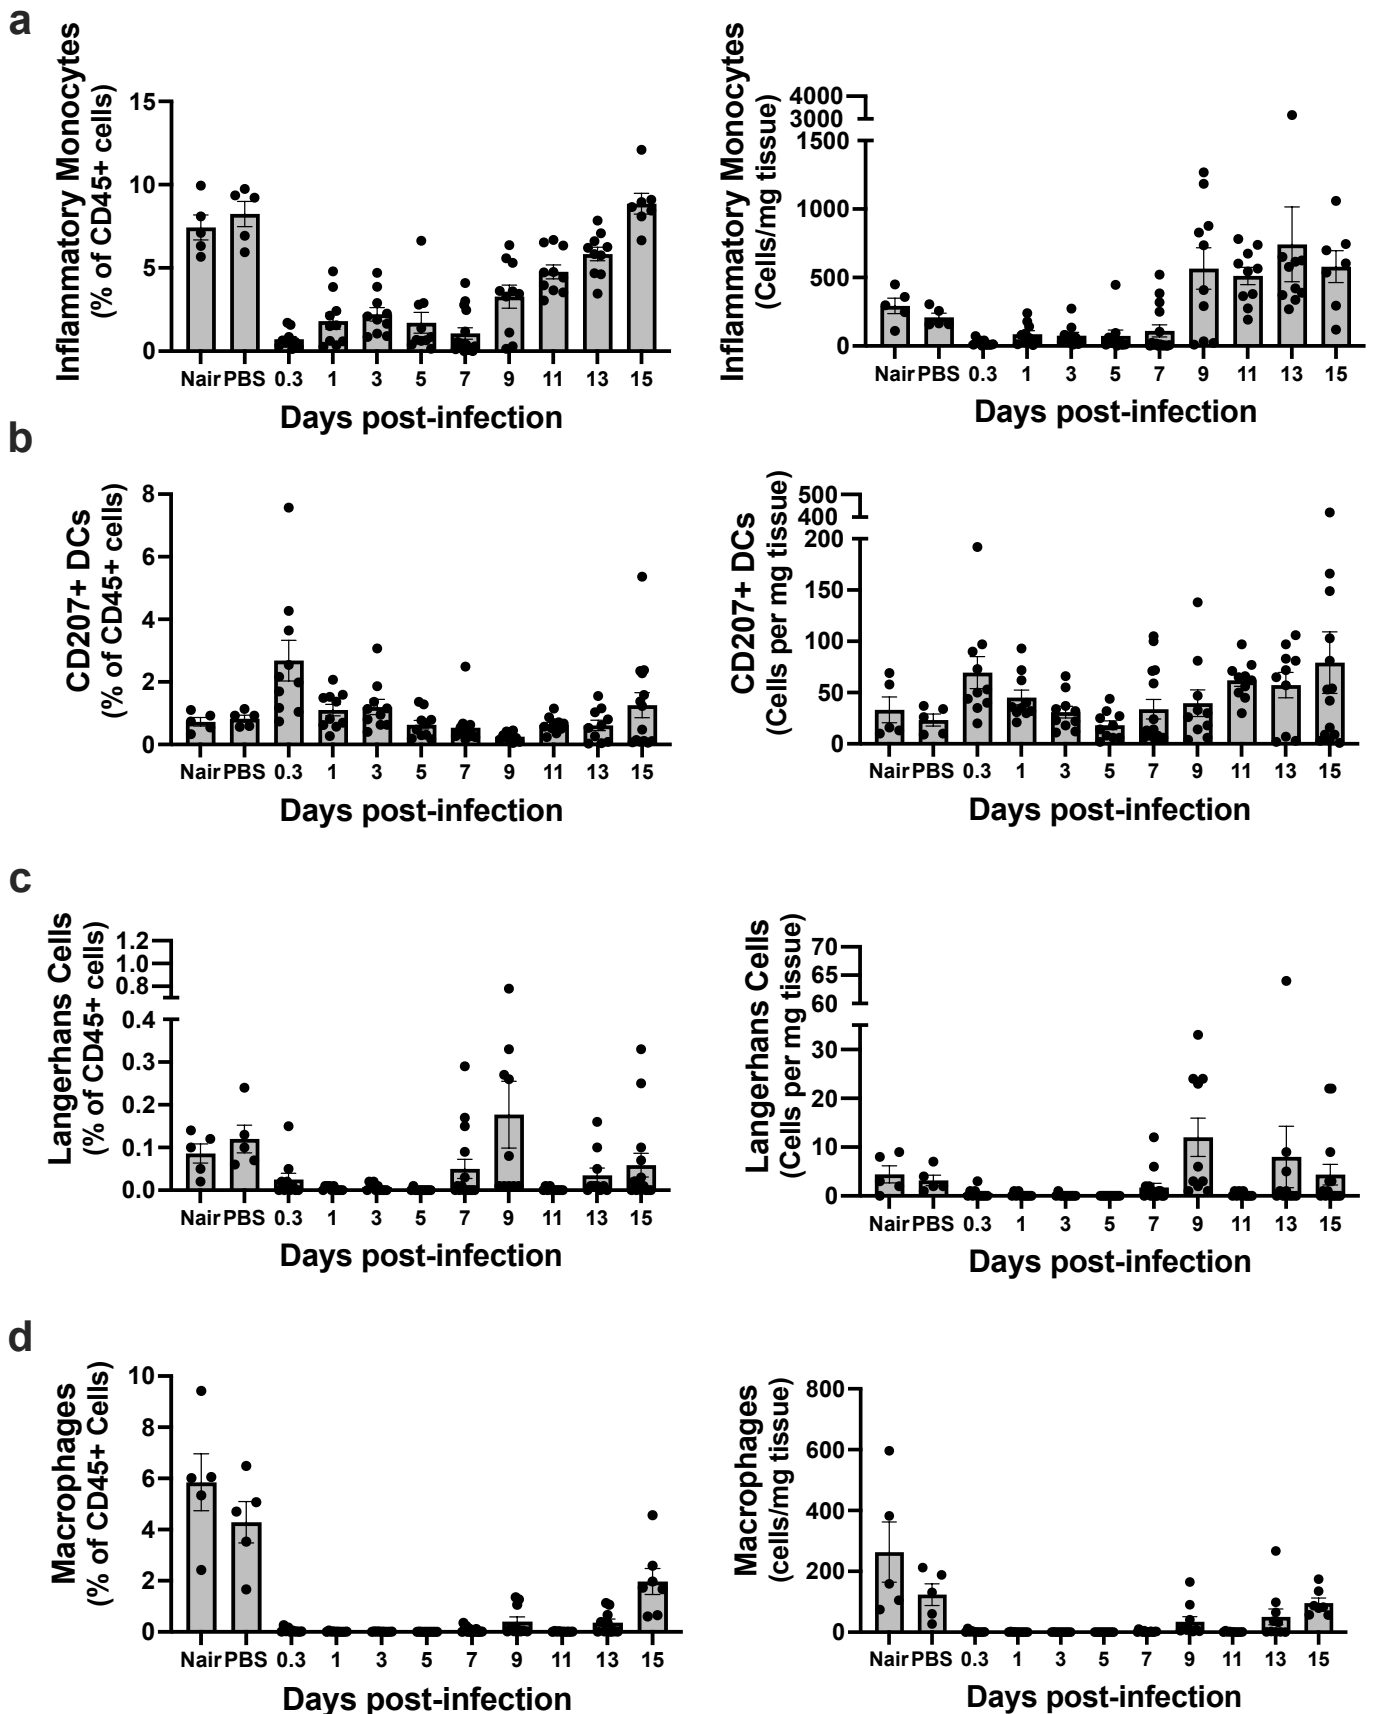 a
Inflammatory Monocytes
(% of CD45+ cells)
15
10
5
0
Nair PBS 0.3 1 3 5 7 9 11 13 15
Days post-infection
Inflammatory Monocytes
(Cells/mg tissue)
4000
3000
1500
1000
500
0
Nair PBS 0.3 1 3 5 7 9 11 13 15
Days post-infection
b
CD207+ DCs
(% of CD45+ cells)
8
6
4
2
0
Nair PBS 0.3 1 3 5 7 9 11 13 15
Days post-infection
CD207+ DCs
(Cells per mg tissue)
500
400
200
150
100
50
0
Nair PBS 0.3 1 3 5 7 9 11 13 15
Days post-infection
c
Langerhans Cells
(% of CD45+ cells)
1.2
1.0
0.8
0.4
0.3
0.2
0.1
0.0
Nair PBS 0.3 1 3 5 7 9 11 13 15
Days post-infection
Langerhans Cells
(Cells per mg tissue)
70
65
60
30
20
10
0
Nair PBS 0.3 1 3 5 7 9 11 13 15
Days post-infection
d
Macrophages
(% of CD45+ Cells)
10
8
6
4
2
0
Nair PBS 0.3 1 3 5 7 9 11 13 15
Days post-infection
Macrophages
(cells/mg tissue)
800
600
400
200
0
Nair PBS 0.3 1 3 5 7 9 11 13 15
Days post-infection